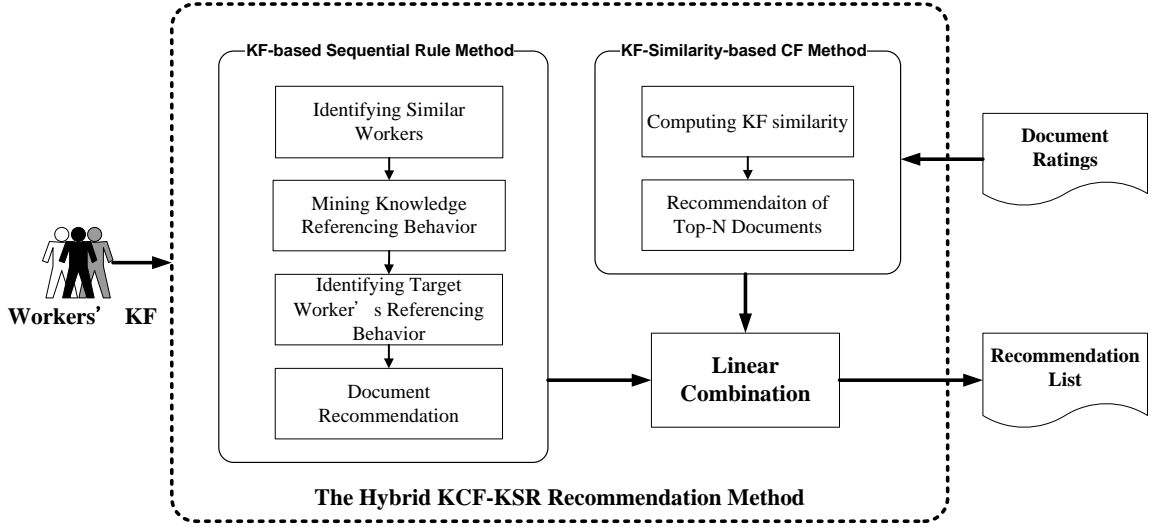 KF-based Sequential Rule Method
Identifying Similar
Workers
Mining Knowledge
Referencing Behavior
Identifying Target
Worker’s Referencing
Behavior
Document
Recommendation
KF-Similarity-based CF Method
Computing KF similarity
Recommendaiton of
Top-N Documents
Document
Ratings
Workers’ KF
Linear
Combination
Recommendation
List
The Hybrid KCF-KSR Recommendation Method